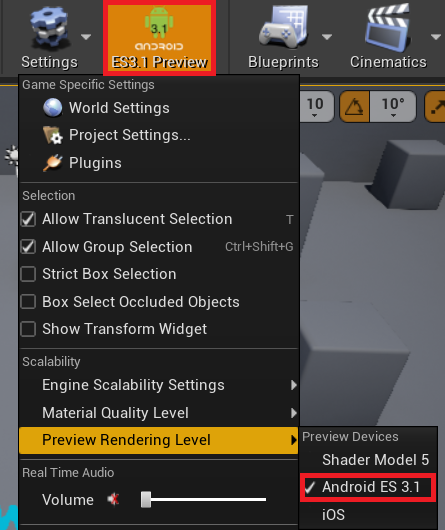 3.1
ANDROID
Settings
ES3.1 Preview
Blueprints
Cinematics
Game Specific Settings
World Settings
Project Settings...
Plugins
10
10°
Selection
Allow Translucent Selection T
Allow Group Selection Ctrl+Shift+G
Strict Box Selection
Box Select Occluded Objects
Show Transform Widget
Scalability
Engine Scalability Settings
Material Quality Level
Preview Rendering Level
Preview Devices
Shader Model 5
Android ES 3.1
iOS
Real Time Audio
Volume